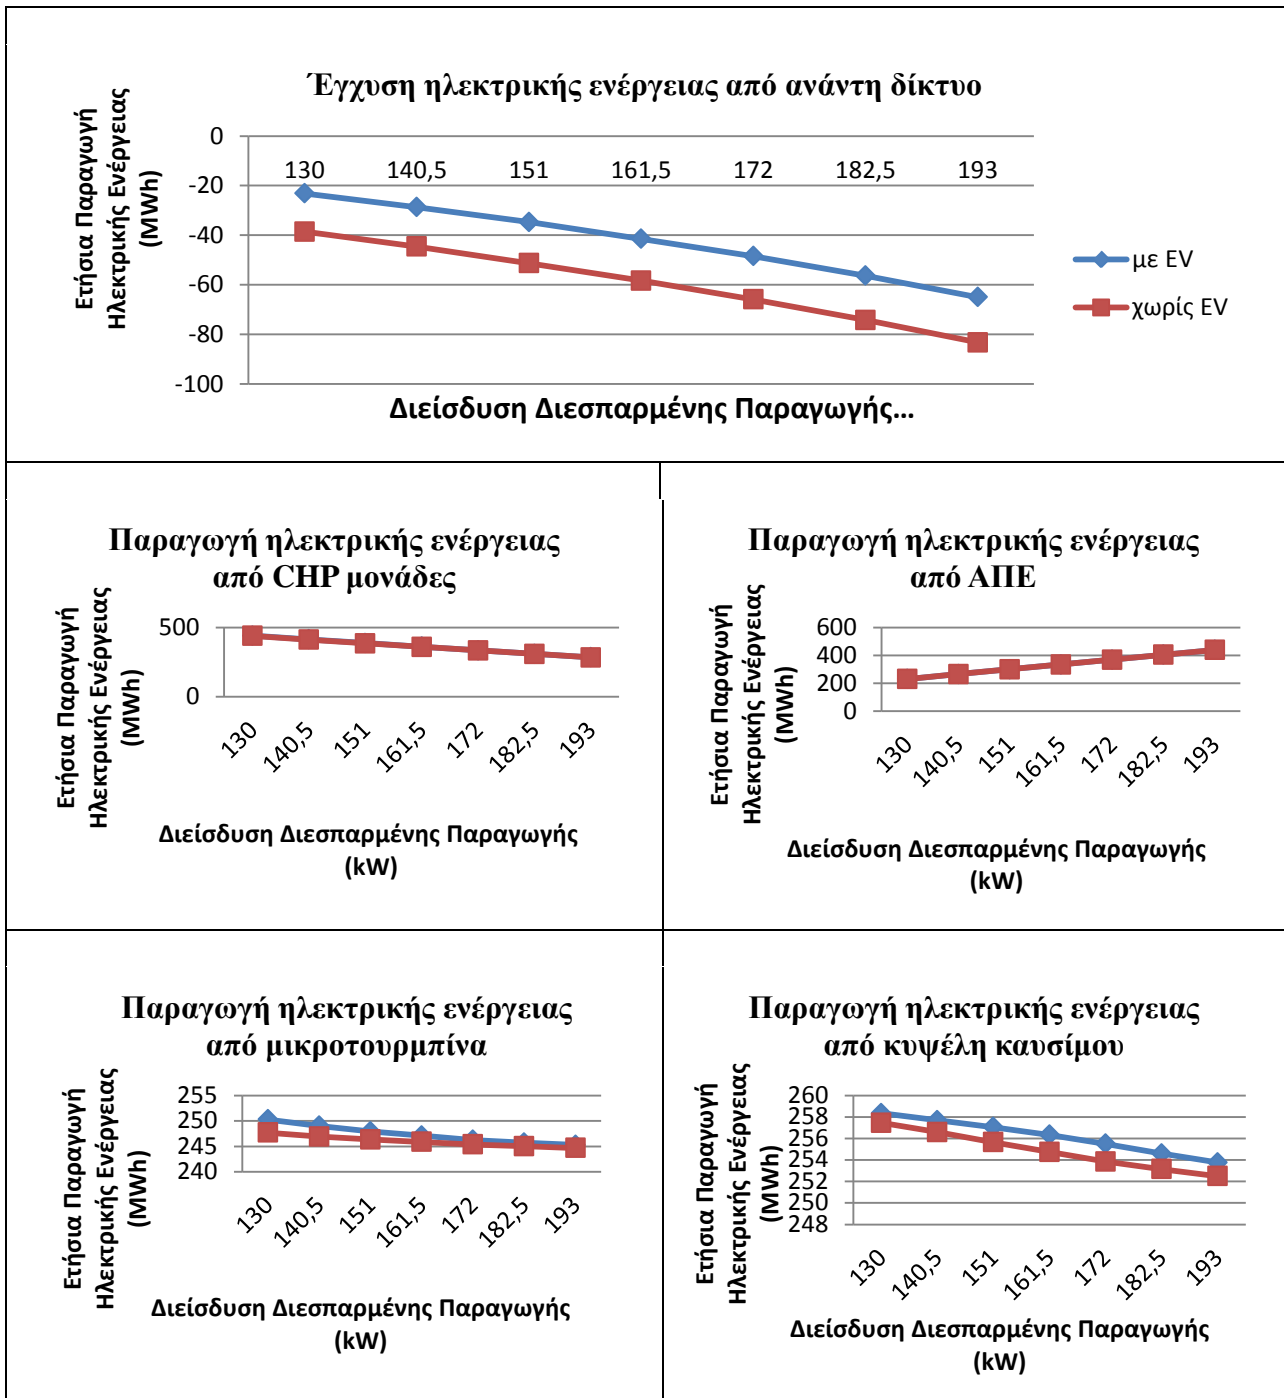 Έγχυση ηλεκτρικής ενέργειας από ανάντη δίκτυο
Ετήσια Παραγωγή
Ηλεκτρικής Ενέργειας
(MWh)
0
-20
-40
-60
-80
-100
130 140,5 151 161,5 172 182,5 193
με EV
χωρίς EV
Διείσδυση Διεσπαρμένης Παραγωγής...
Παραγωγή ηλεκτρικής ενέργειας
από CHP μονάδες
Ετήσια Παραγωγή
Ηλεκτρικής Ενέργειας
(MWh)
500
0
130 140,5 151 161,5 172 182,5 193
Διείσδυση Διεσπαρμένης Παραγωγής
(kW)
Παραγωγή ηλεκτρικής ενέργειας
από ΑΠΕ
Ετήσια Παραγωγή
Ηλεκτρικής Ενέργειας
(MWh)
600
400
200
0
130 140,5 151 161,5 172 182,5 193
Διείσδυση Διεσπαρμένης Παραγωγής
(kW)
Παραγωγή ηλεκτρικής ενέργειας
από μικροτουρμπίνα
Ετήσια Παραγωγή
Ηλεκτρικής Ενέργειας
(MWh)
255
250
245
240
130 140,5 151 161,5 172 182,5 193
Διείσδυση Διεσπαρμένης Παραγωγής
(kW)
Παραγωγή ηλεκτρικής ενέργειας
από κυψέλη καυσίμου
Ετήσια Παραγωγή
Ηλεκτρικής Ενέργειας
(MWh)
260
258
256
254
252
250
248
130 140,5 151 161,5 172 182,5 193
Διείσδυση Διεσπαρμένης Παραγωγής
(kW)